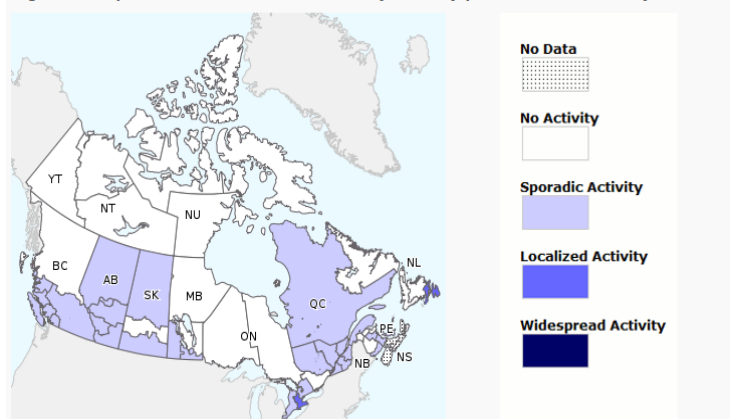 No Data
No Activity
Sporadic Activity
Localized Activity
Widespread Activity
YT
NT
NU
BC
AB
SK
MB
ON
QC
NL
PE
NB
NS